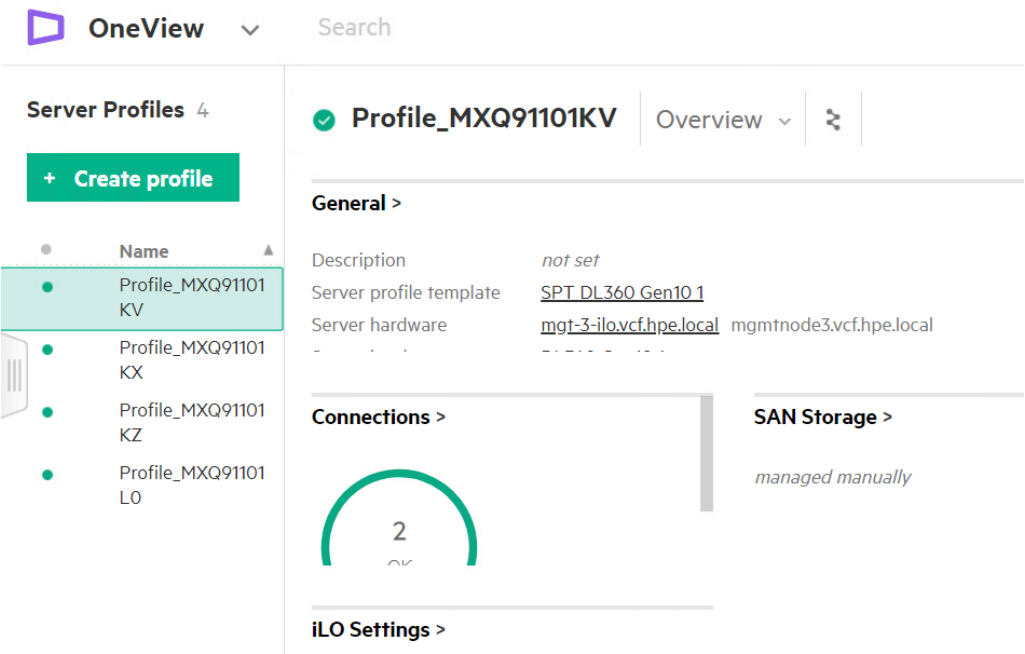 OneView
Search
Server Profiles 4
+ Create profile
Name
Profile_MXQ91101
KV
Profile_MXQ91101
KX
Profile_MXQ91101
KZ
Profile_MXQ91101
L0
Profile_MXQ91101KV
Overview
General >
Description not set
Server profile template SPT DL360 Gen10 1
Server hardware mgt-3-ilo.vcf.hpe.local mgmtnode3.vcf.hpe.local
Connections >
2
OK
SAN Storage >
managed manually
iLO Settings >